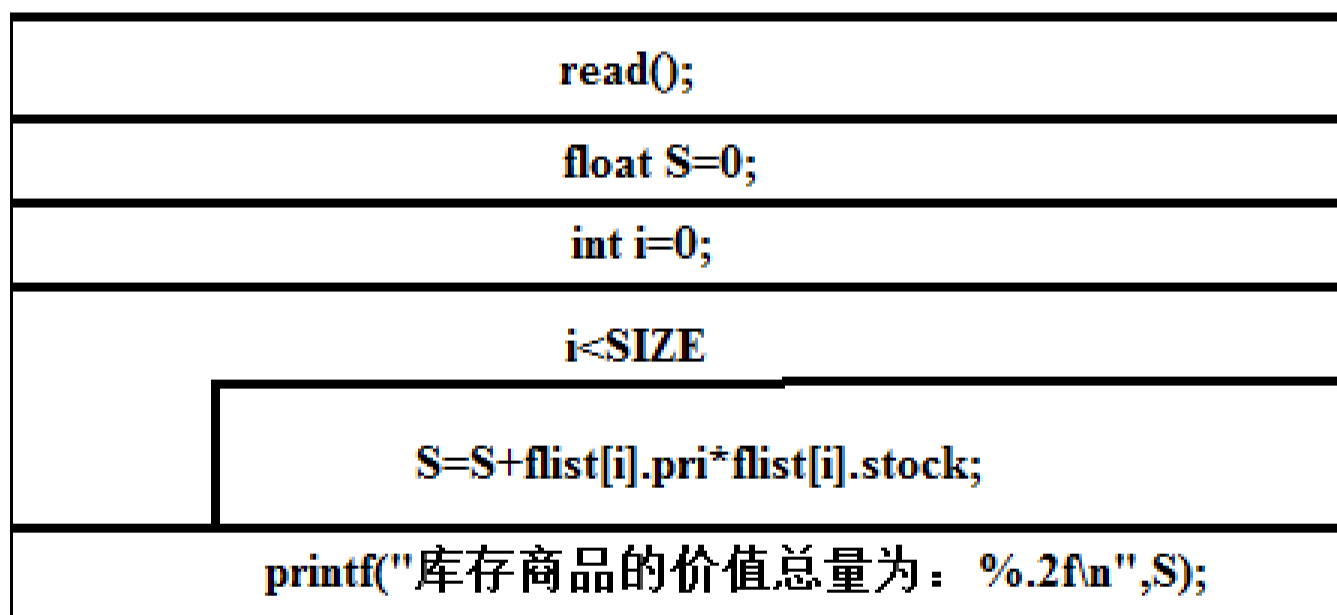 read();
float S=0;
int i=0;
i<SIZE
S=S+flist[i].pri*flist[i].stock;
printf("库存商品的价值总量为：%.2f\n",S);